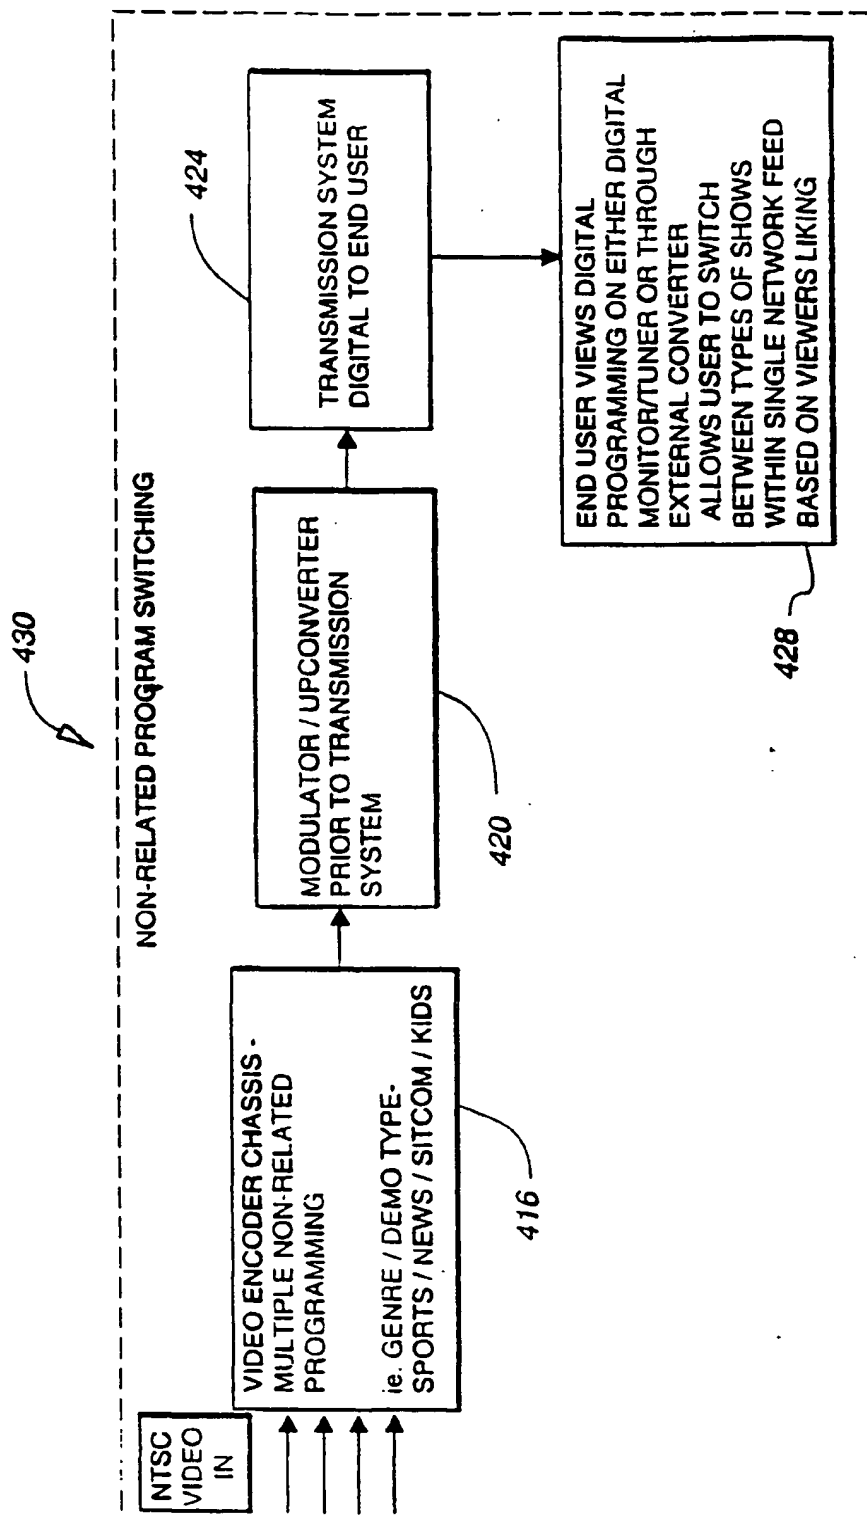 430
NON-RELATED PROGRAM SWITCHING
NTSC
VIDEO
IN
VIDEO ENCODER CHASSIS -
MULTIPLE NON-RELATED
PROGRAMMING
ie. GENRE / DEMO TYPE-
SPORTS / NEWS / SITCOM / KIDS
416
MODULATOR / UPCONVERTER
PRIOR TO TRANSMISSION
SYSTEM
420
TRANSMISSION SYSTEM
DIGITAL TO END USER
424
END USER VIEWS DIGITAL
PROGRAMMING ON EITHER DIGITAL
MONITOR/TUNER OR THROUGH
EXTERNAL CONVERTER
ALLOWS USER TO SWITCH
BETWEEN TYPES OF SHOWS
WITHIN SINGLE NETWORK FEED
BASED ON VIEWERS LIKING
428